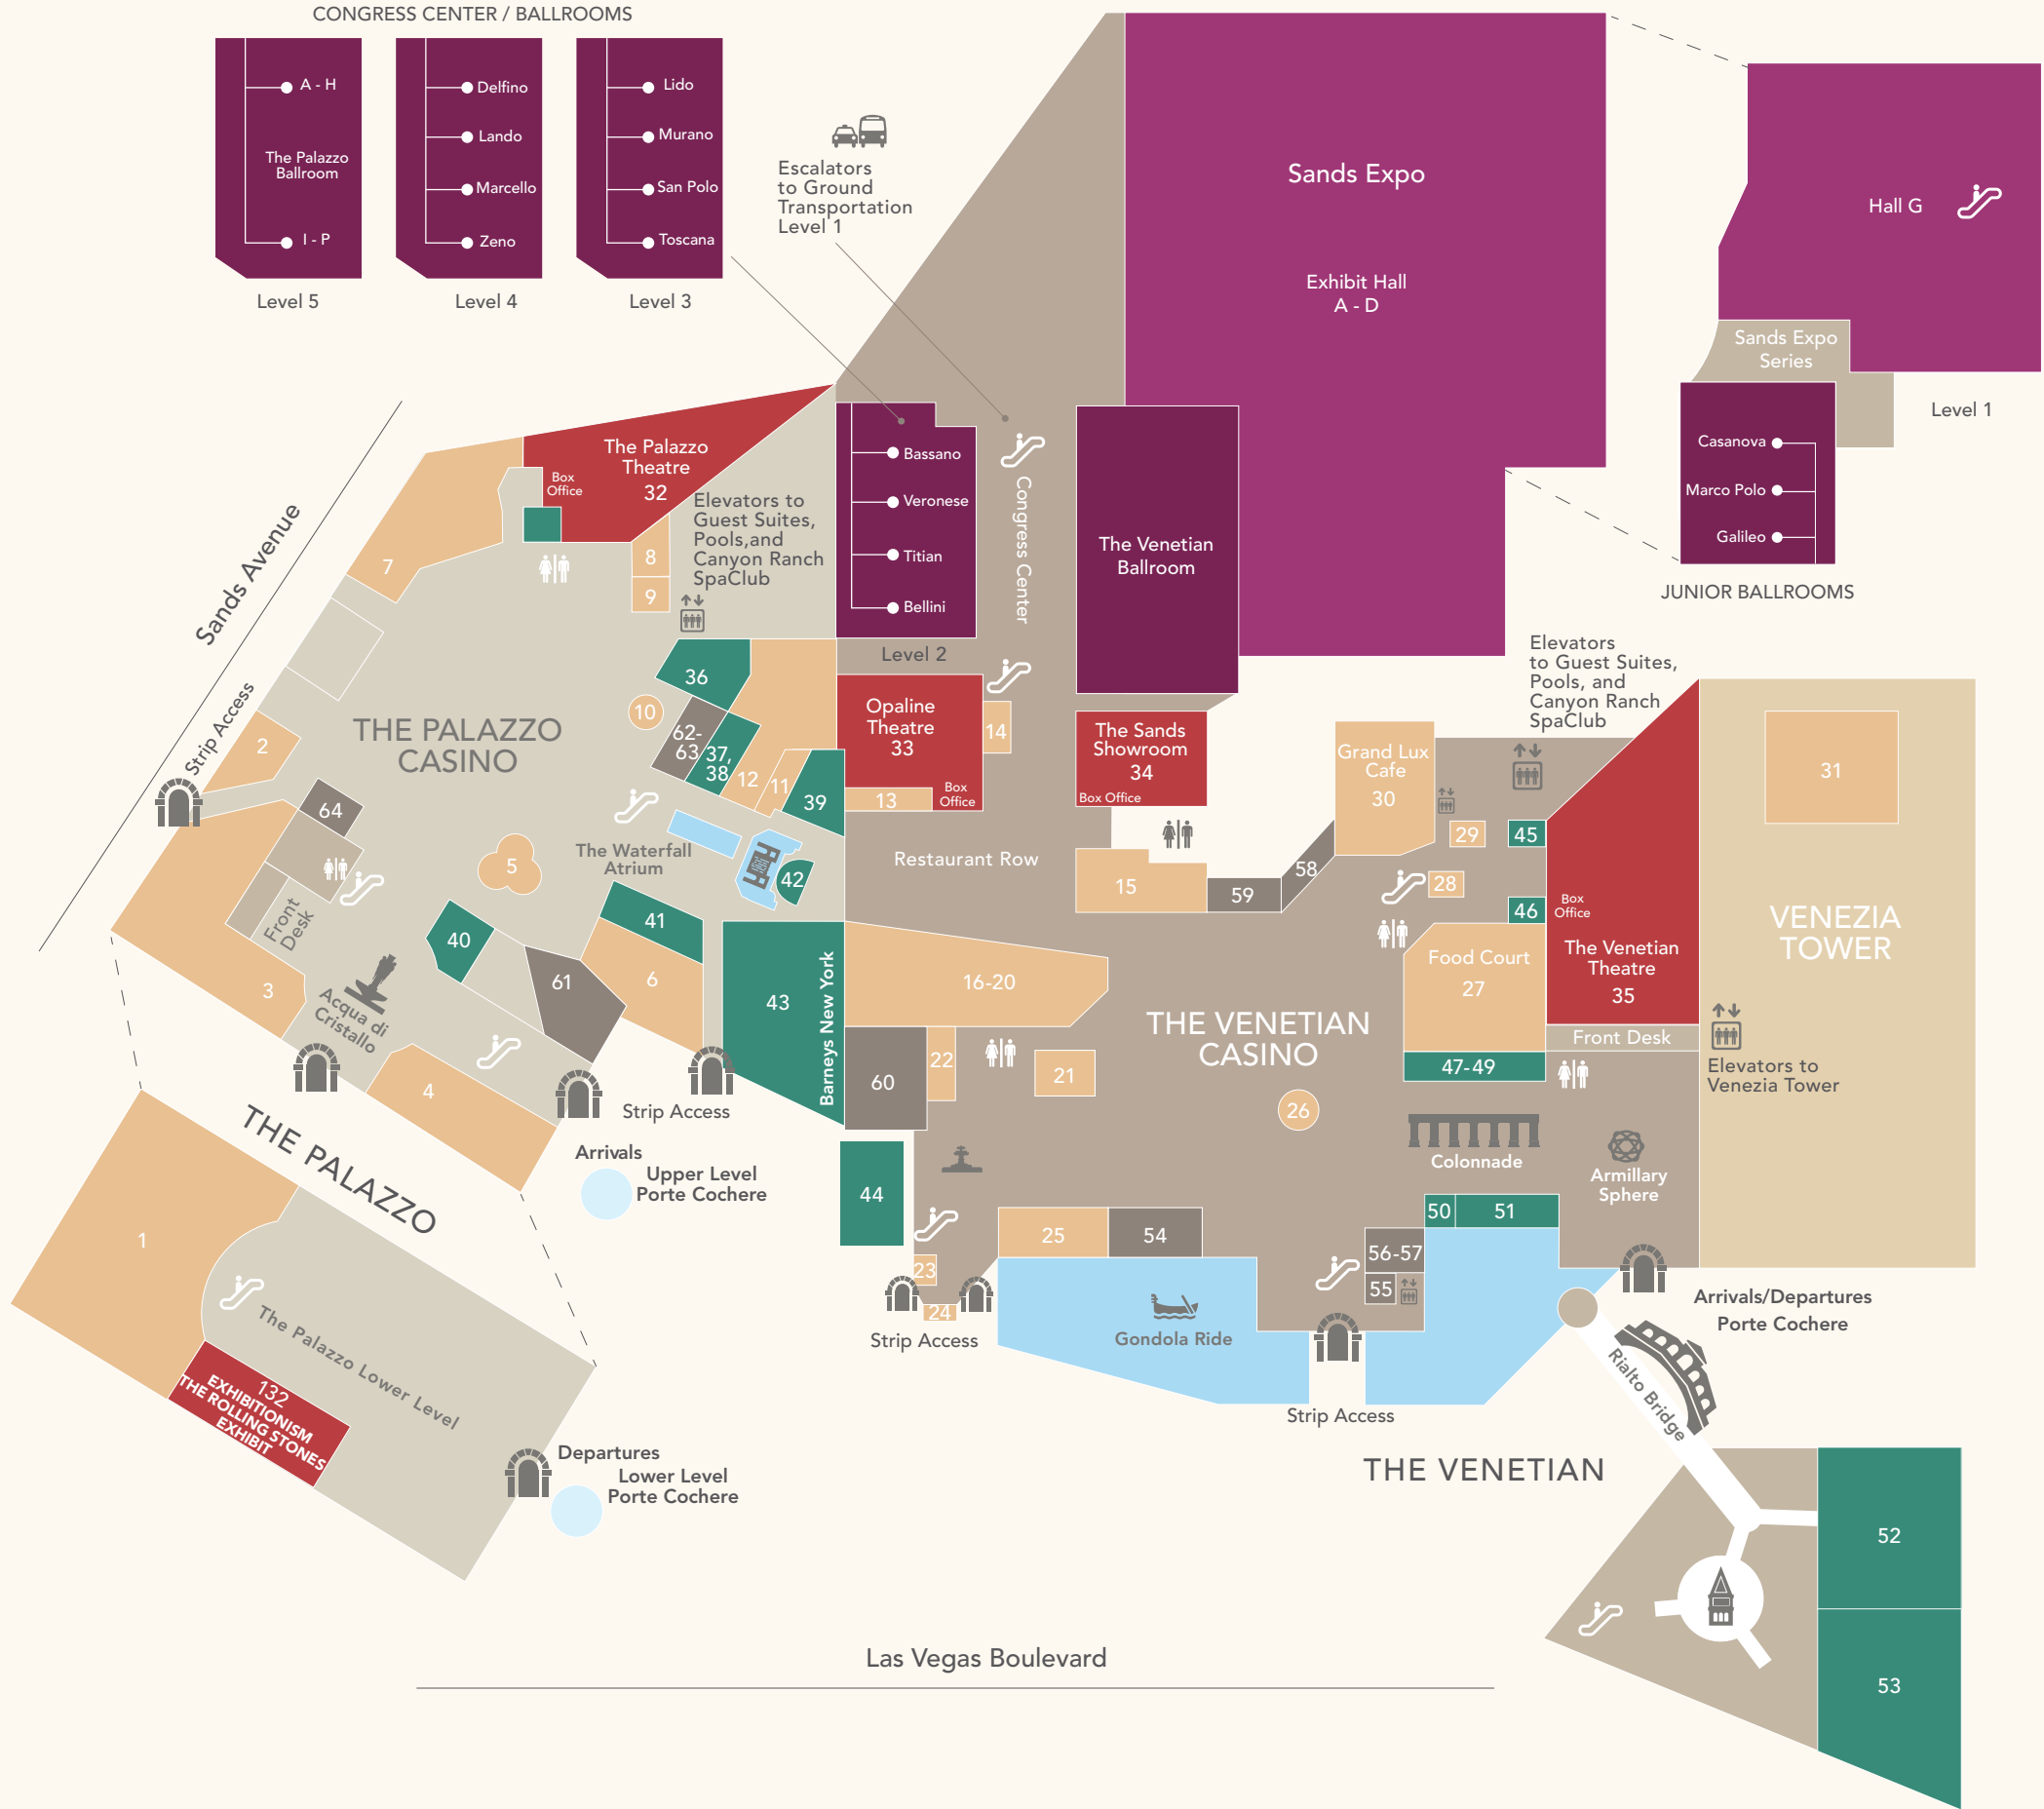 CONGRESS CENTER / BALLROOMS
A - H
The Palazzo
Ballroom
I - P
Level 5
Delfino
Lando
Marcello
Zeno
Level 4
Lido
Murano
San Polo
Toscana
Level 3
Escalators
to Ground
Transportation
Level 1
Sands Expo
Exhibit Hall
A - D
Hall G
Sands Expo
Series
Level 1
Casanova
Marco Polo
Galileo
JUNIOR BALLROOMS
Sands Avenue
Strip Access
The Palazzo
Theatre
32
Box
Office
7
8
9
Elevators to
Guest Suites,
Pools,and
Canyon Ranch
SpaClub
Bassano
Veronese
Titian
Bellini
Level 2
Congress Center
The Venetian
Ballroom
THE PALAZZO
CASINO
2
64
10
36
62-
63
37,
38
12
11
39
Opaline
Theatre
33
13
Box
Office
14
The Sands
Showroom
34
Box Office
Grand Lux
Cafe
30
Elevators
to Guest Suites,
Pools, and
Canyon Ranch
SpaClub
29
45
28
46
31
Restaurant Row
15
59
58
5
The Waterfall
Atrium
42
41
40
61
6
Front
Desk
3
Acqua di
Cristallo
4
43
Barneys New York
16-20
60
22
21
THE VENETIAN
CASINO
26
Food Court
27
47-49
Box
Office
The Venetian
Theatre
35
Front Desk
VENEZIA
TOWER
Elevators to
Venezia Tower
Strip Access
Arrivals
Upper Level
Porte Cochere
THE PALAZZO
44
23
24
Strip Access
25
54
Gondola Ride
Colonnade
Armillary
Sphere
50
51
56-57
55
Strip Access
Arrivals/Departures
Porte Cochere
Rialto Bridge
THE VENETIAN
52
53
1
The Palazzo Lower Level
132
EXHIBITIONISM
THE ROLLING STONES
EXHIBIT
Departures
Lower Level
Porte Cochere
Las Vegas Boulevard